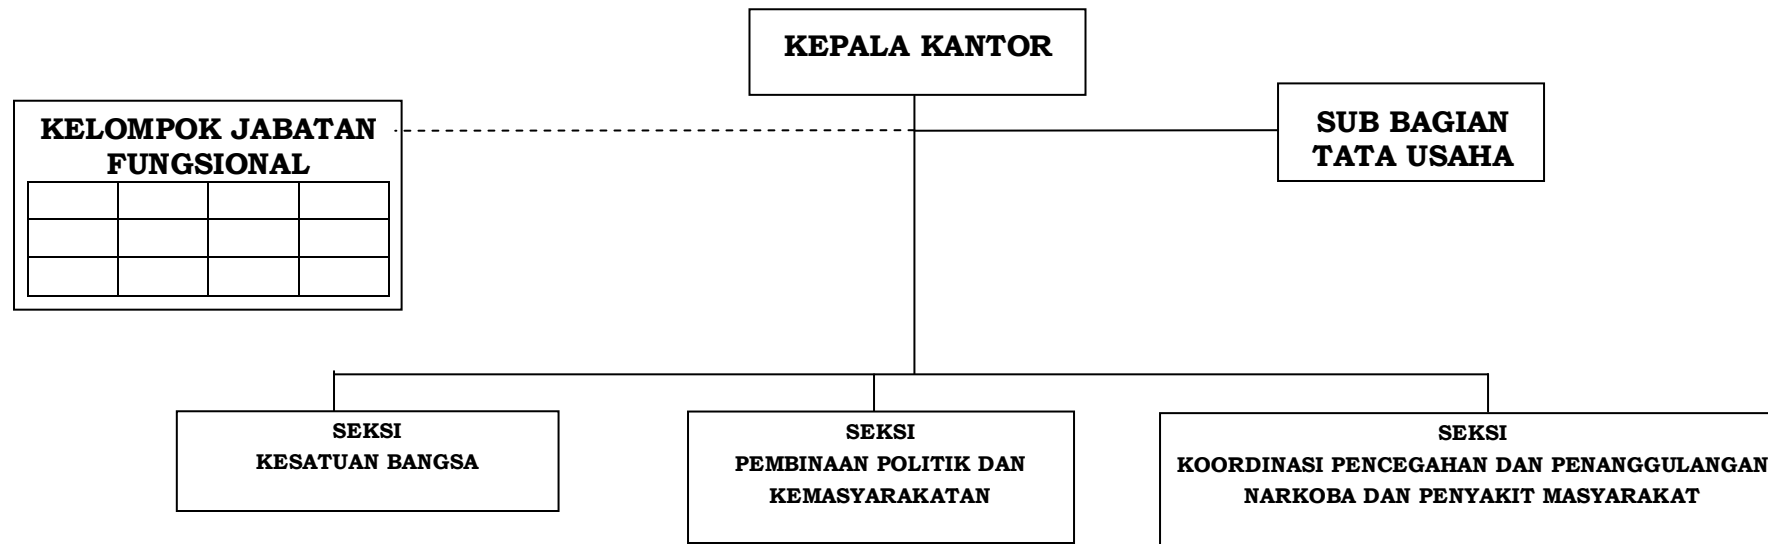 KEPALA KANTOR
KELOMPOK JABATAN
FUNGSIONAL
SUB BAGIAN
TATA USAHA
SEKSI
KESATUAN BANGSA
SEKSI
PEMBINAAN POLITIK DAN
KEMASYARAKATAN
SEKSI
KOORDINASI PENCEGAHAN DAN PENANGGULANGAN
NARKOBA DAN PENYAKIT MASYARAKAT